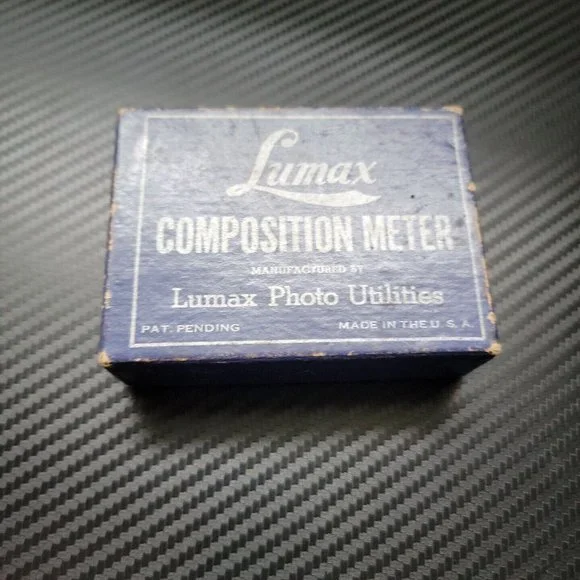 Lumax
COMPOSITION METER
MANUFACTURED BY
Lumax Photo Utilities
PAT. PENDING MADE IN THE U.S.A.